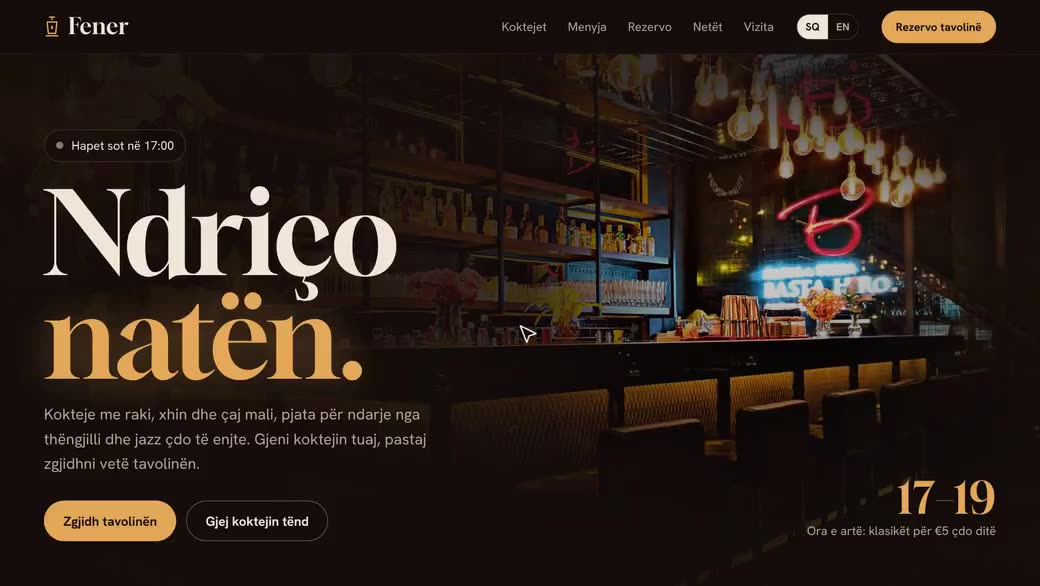 Fener
Koktejet
Menyja
Rezervo
Netët
Vizita
SQ
EN
Rezervo tavolinë
Hapet sot në 17:00
Ndriço
natën.
Kokteje me raki, xhin dhe çaj mali, pjata për ndarje nga
thëngjilli dhe jazz çdo të enjte. Gjeni koktejin tuaj, pastaj
zgjidhni vetë tavolinën.
Zgjidh tavolinën
Gjej koktejin tënd
B
17–19
Ora e artë: klasikët për €5 çdo ditë